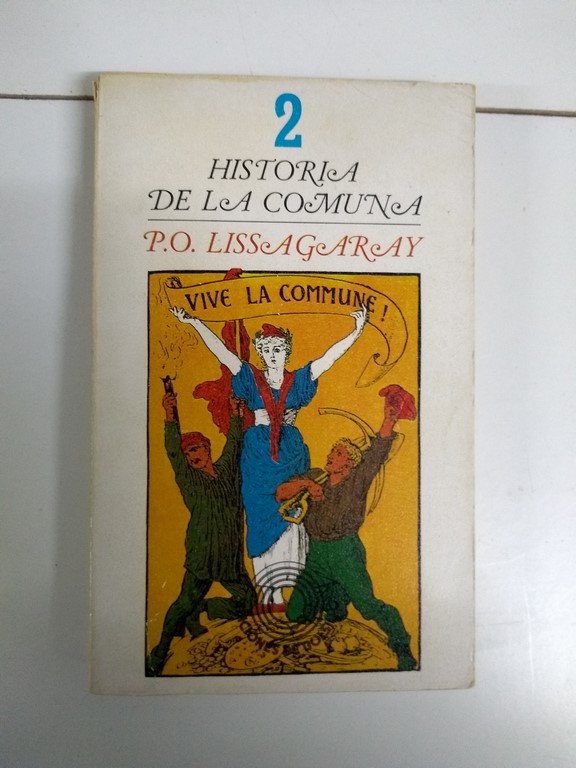 2
HISTORIA
DE LA COMUNA
P.O. LISSAGARAY
VIVE LA COMMUNE!